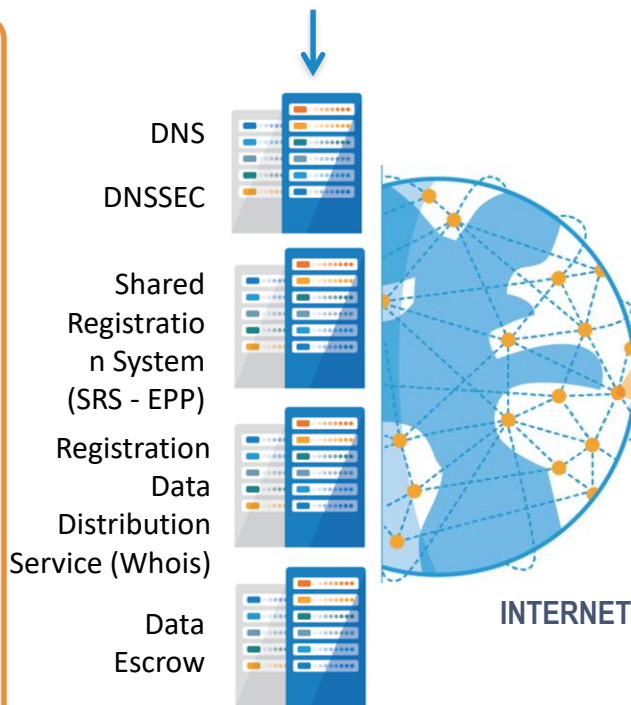 DNS
DNSSEC
Shared
Registratio
n System
(SRS - EPP)
Registration
Data
Distribution
Service (Whois)
Data
Escrow
INTERNET